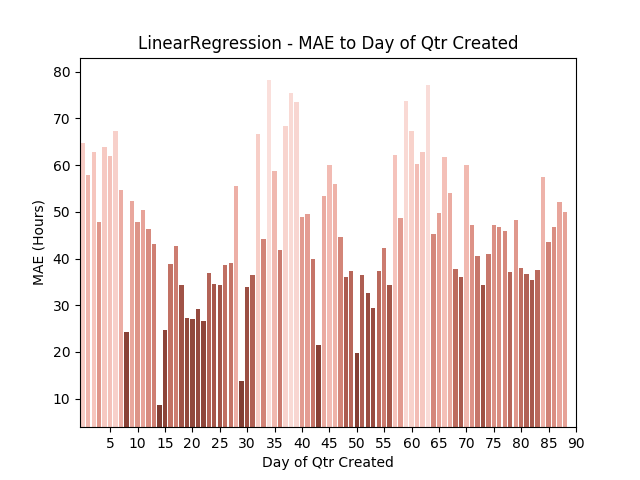 LinearRegression - MAE to Day of Qtr Created
80
70
60
50
40
30
20
10
MAE (Hours)
5 10 15 20 25 30 35 40 45 50 55 60 65 70 75 80 85 90
Day of Qtr Created